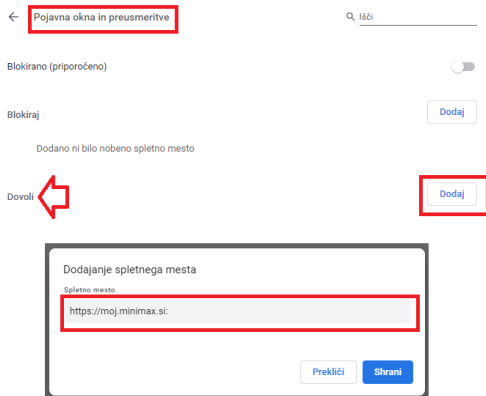 Pojavna okna in preusmeritve
Išči
Blokirano (priporočeno)
Blokiraj
Dodaj
Dodano ni bilo nobeno spletno mesto
Dovoli
Dodaj
Dodajanje spletnega mesta
Spletno mesto
https://moj.minimax.si:
Prekliči
Shrani